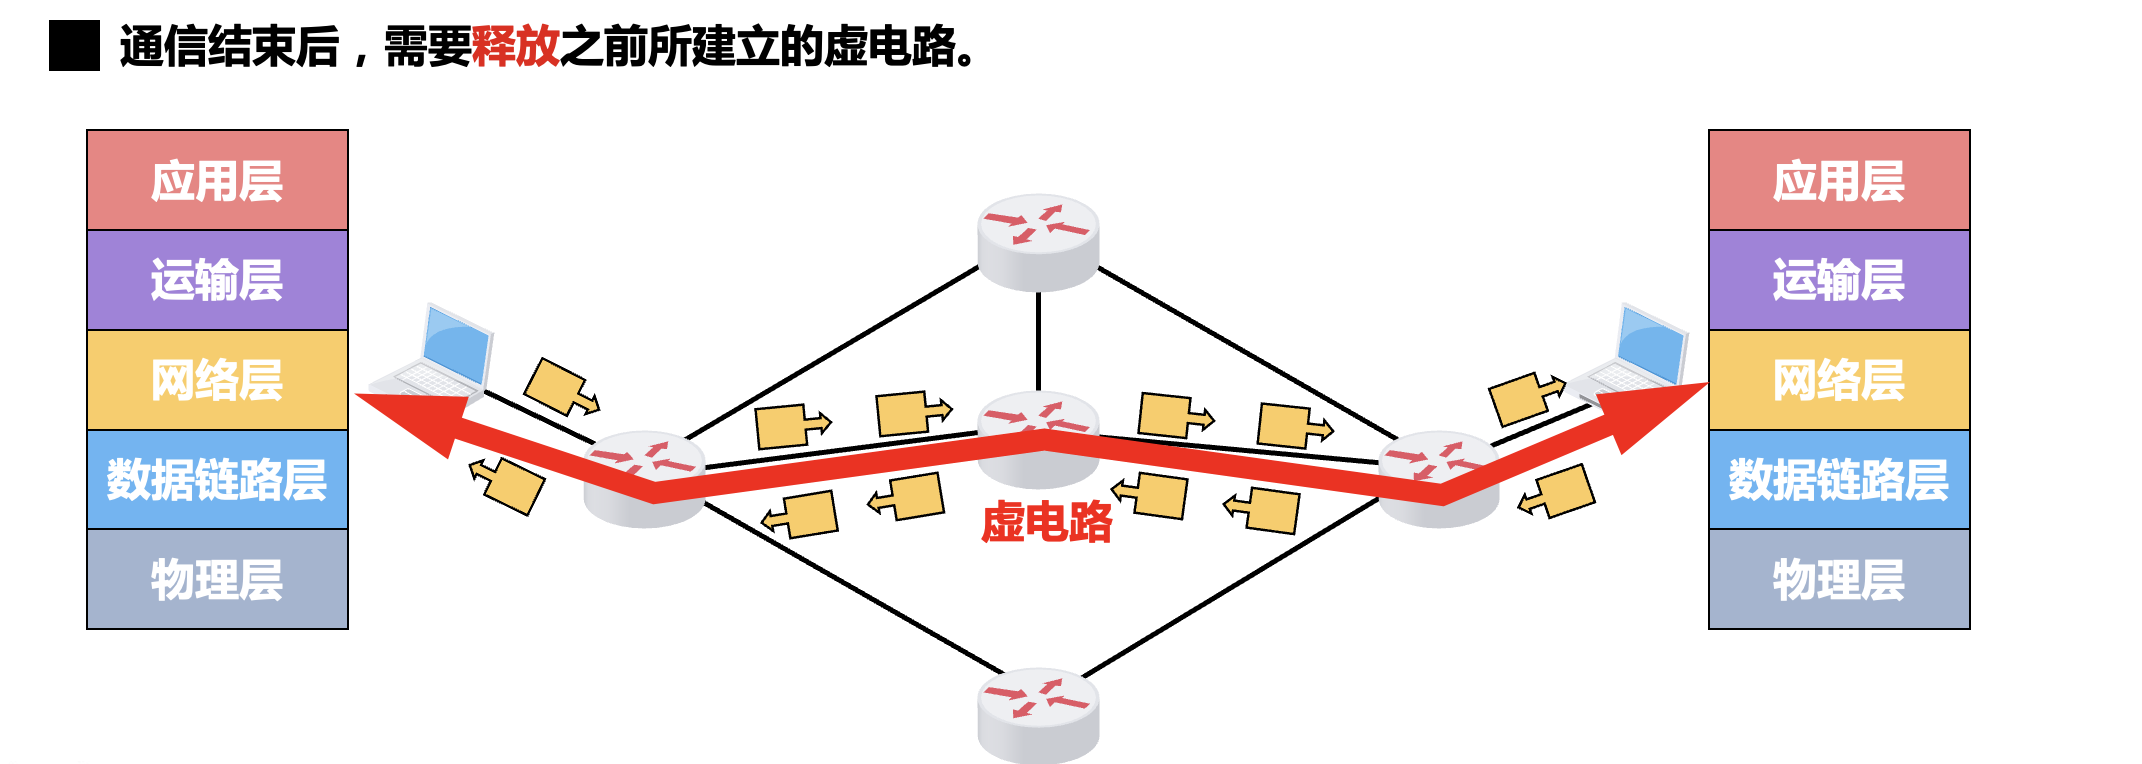 通信结束后，需要释放之前所建立的虚电路。
应用层
运输层
网络层
数据链路层
物理层
虚电路
应用层
运输层
网络层
数据链路层
物理层